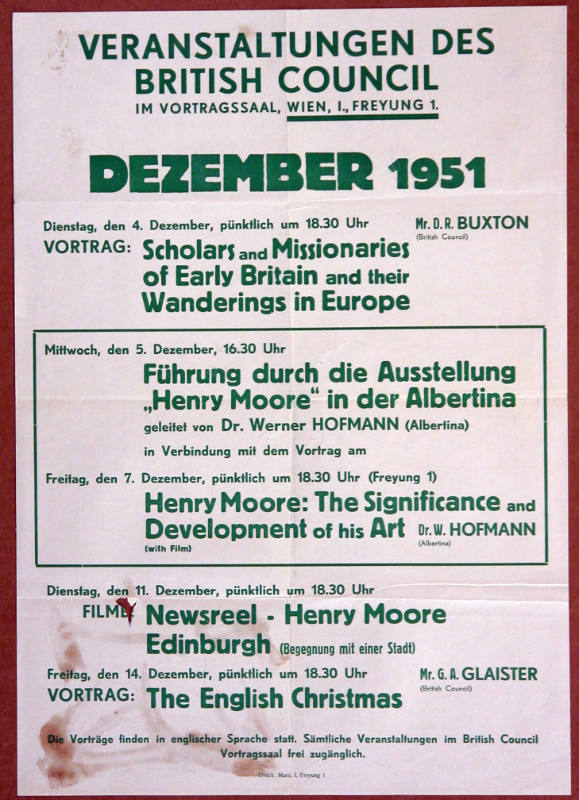 VERANSTALTUNGEN DES
BRITISH COUNCIL
IM VORTRAGSSAAL, WIEN, I., FREYUNG 1.
DEZEMBER 1951
Dienstag, den 4. Dezember, pünktlich um 18.30 Uhr Mr. D. R. BUXTON
(British Council)
VORTRAG: Scholars and Missionaries
of Early Britain and their
Wanderings in Europe
Mittwoch, den 5. Dezember, 16.30 Uhr
Führung durch die Ausstellung
„Henry Moore“ in der Albertina
geleitet von Dr. Werner HOFMANN (Albertina)
in Verbindung mit dem Vortrag am
Freitag, den 7. Dezember, pünktlich um 18.30 Uhr (Freyung 1)
Henry Moore: The Significance and
Development of his Art Dr. W. HOFMANN
(with Film) (Albertina)
Dienstag, den 11. Dezember, pünktlich um 18.30 Uhr
FILME: Newsreel - Henry Moore
Edinburgh (Begegnung mit einer Stadt)
Freitag, den 14. Dezember, pünktlich um 18.30 Uhr Mr. G. A. GLAISTER
(British Council)
VORTRAG: The English Christmas
Die Vorträge finden in englischer Sprache statt. Sämtliche Veranstaltungen im British Council
Vortragssaal frei zugänglich.
Druck. Marz, I, Freyung 1